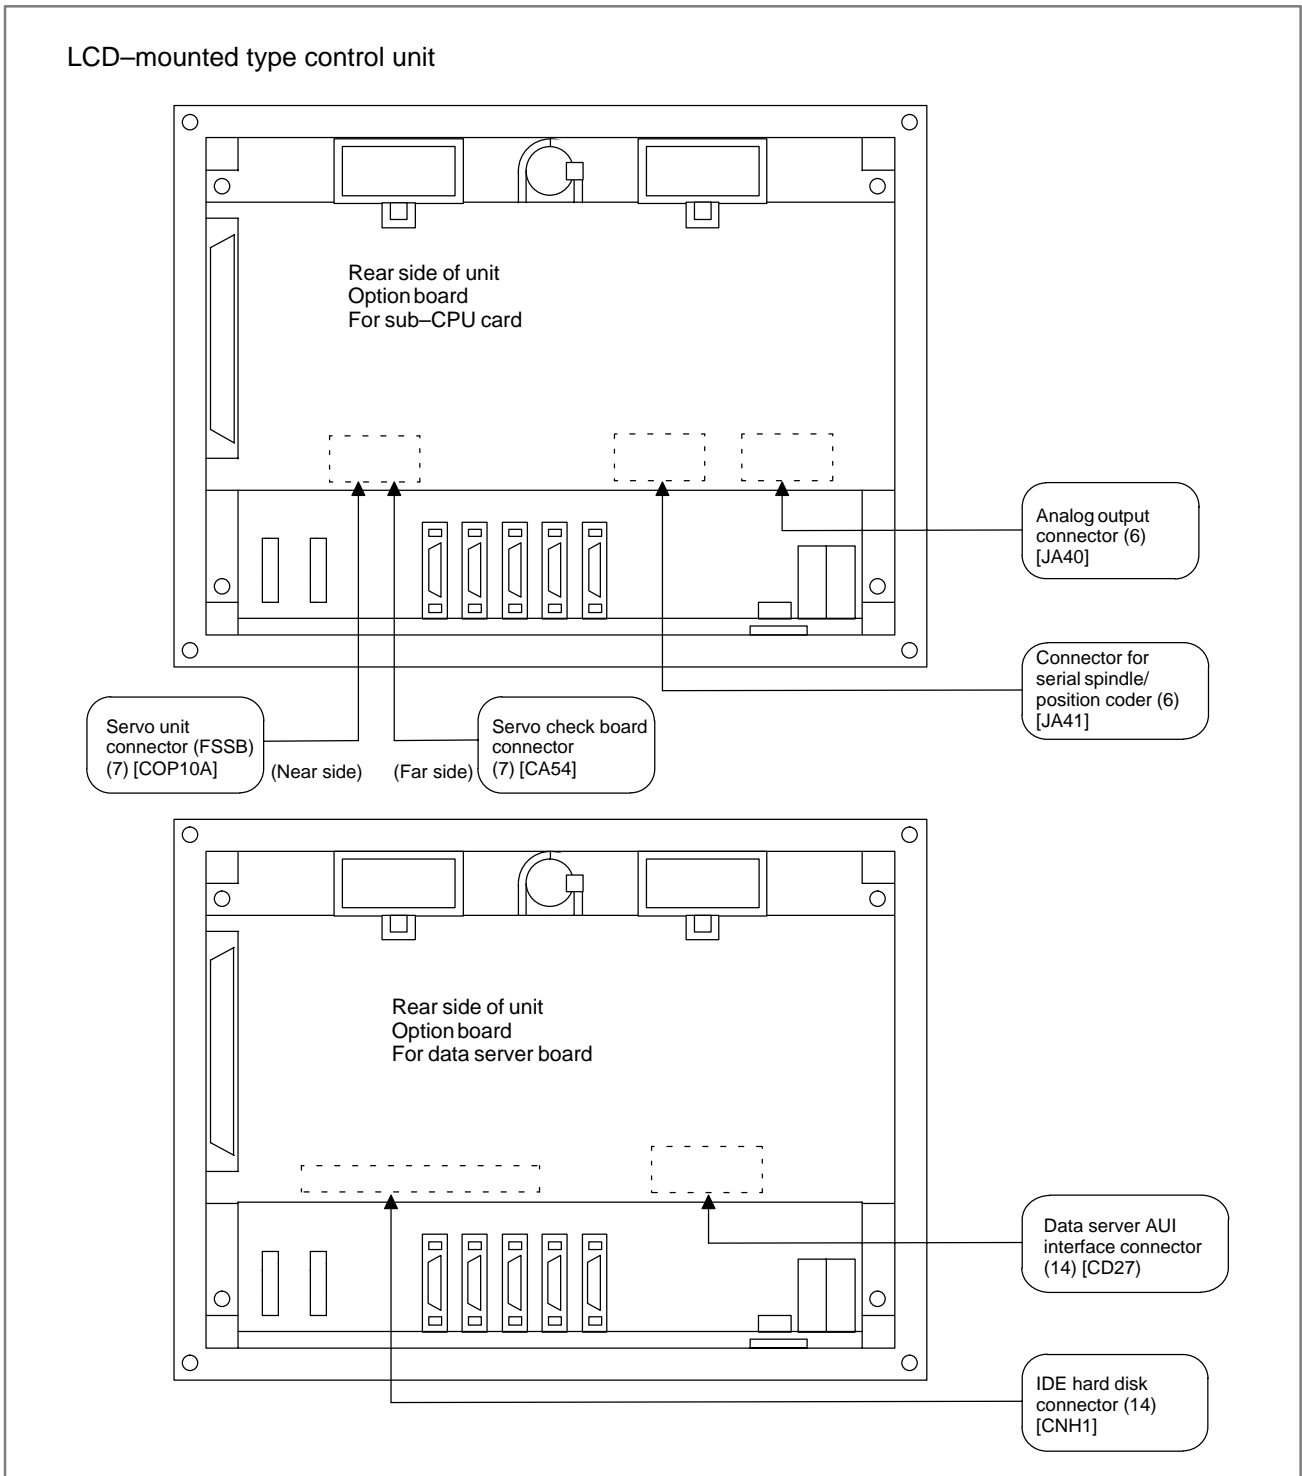 LCD–mounted type control unit
Rear side of unit
Option board
For sub–CPU card
Analog output
connector (6)
[JA40]
Connector for
serial spindle/
position coder (6)
[JA41]
Servo unit
connector (FSSB)
(7) [COP10A]
(Near side)
(Far side)
Servo check board
connector
(7) [CA54]
Rear side of unit
Option board
For data server board
Data server AUI
interface connector
(14) [CD27)
IDE hard disk
connector (14)
[CNH1]